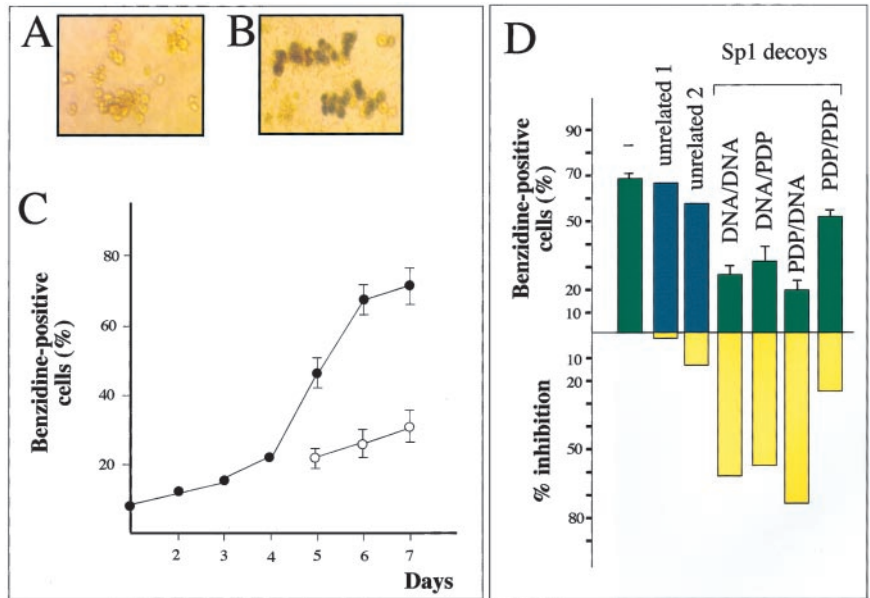 A
B
C
Benzidine-positive
cells (%)
80
60
40
20
2 3 4 5 6 7
Days
D
Sp1 decoys
Benzidine-positive
cells (%)
90
70
50
20
10
–
unrelated 1
unrelated 2
DNA/DNA
DNA/PDP
PDP/DNA
PDP/PDP
% inhibition
10
20
50
80